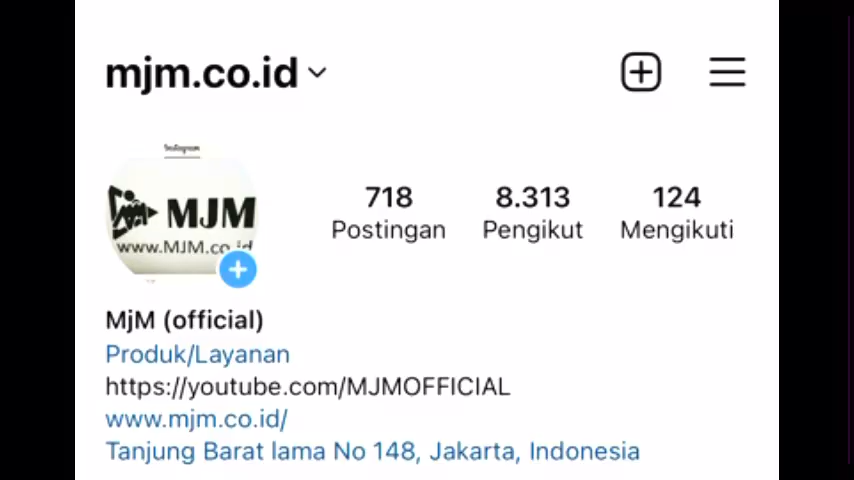 mjm.co.id
Instagram
MJM
www.MJM.co.id
718
Postingan
8.313
Pengikut
124
Mengikuti
MjM (official)
Produk/Layanan
https://youtube.com/MJMOFFICIAL
www.mjm.co.id/
Tanjung Barat lama No 148, Jakarta, Indonesia